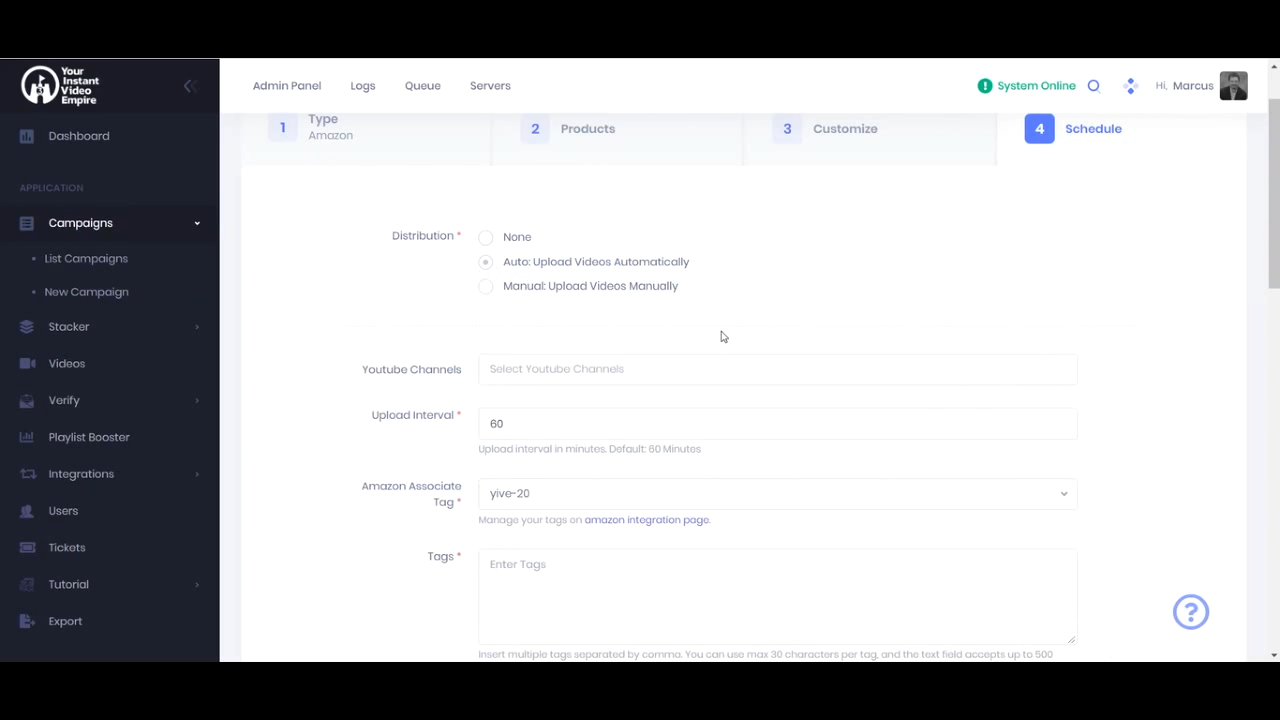 Your
Instant
Video
Empire
Admin Panel
Logs
Queue
Servers
System Online
Hi, Marcus
Dashboard
APPLICATION
Campaigns
List Campaigns
New Campaign
Stacker
Videos
Verify
Playlist Booster
Integrations
Users
Tickets
Tutorial
Export
1
Type
Amazon
2
Products
3
Customize
4
Schedule
Distribution *
None
Auto: Upload Videos Automatically
Manual: Upload Videos Manually
Youtube Channels
Select Youtube Channels
Upload Interval *
60
Upload interval in minutes. Default: 60 Minutes
Amazon Associate
Tag *
yive-20
Manage your tags on amazon integration page.
Tags *
Enter Tags
Insert multiple tags separated by comma. You can use max 30 characters per tag, and the text field accepts up to 500
?